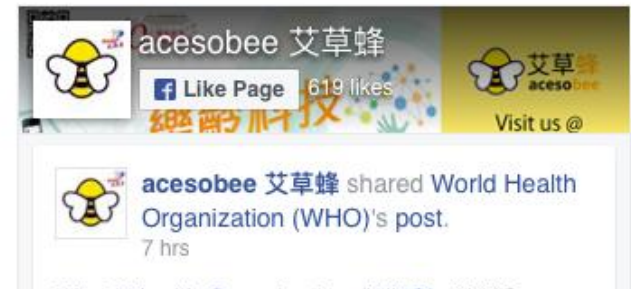 acesobee 艾草蜂
Like Page
619 likes
艾草蜂
acesobee
Visit us @
acesobee 艾草蜂 shared World Health
Organization (WHO)'s post.
7 hrs